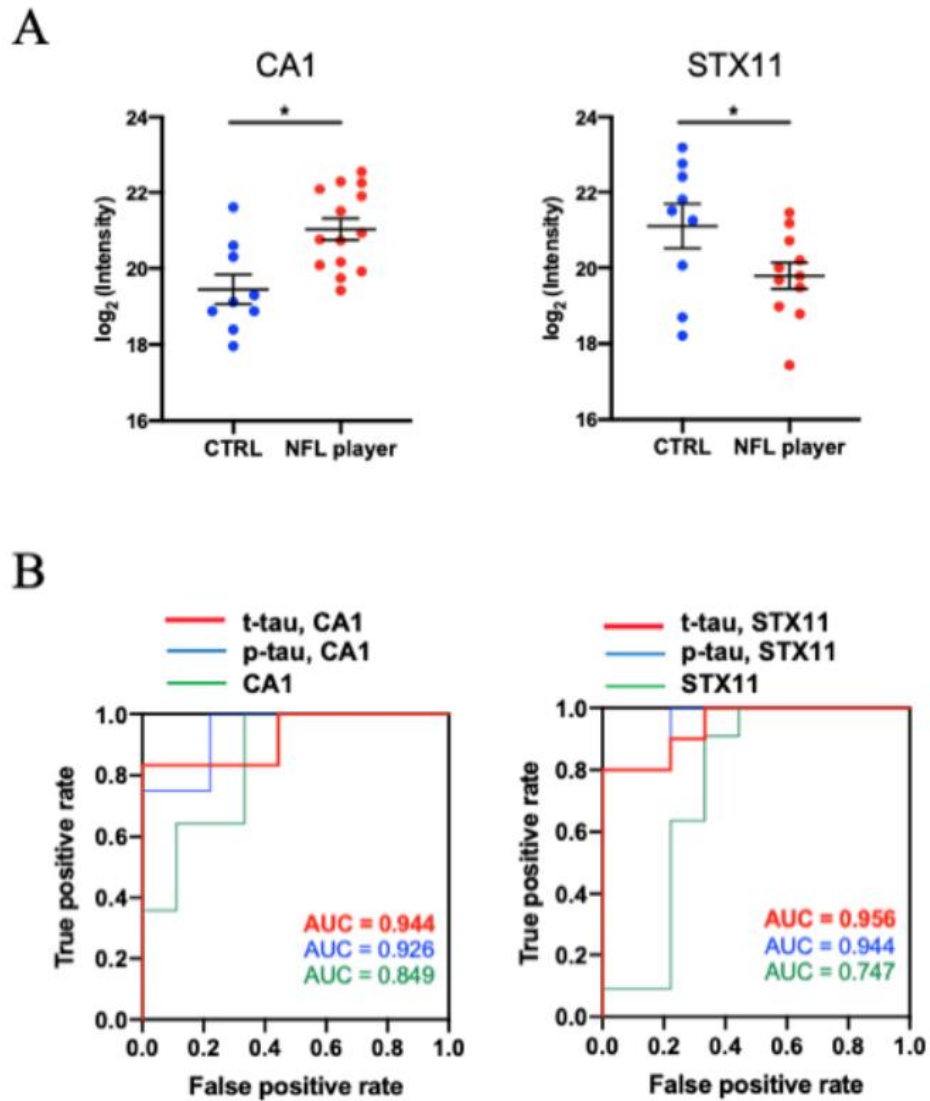 A
CA1
STX11
*
*
24
22
20
18
16
log2 (Intensity)
CTRL NFL player
24
22
20
18
16
log2 (Intensity)
CTRL NFL player
B
t-tau, CA1
p-tau, CA1
CA1
t-tau, STX11
p-tau, STX11
STX11
1.0
0.8
0.6
0.4
0.2
0.0
True positive rate
AUC = 0.944
AUC = 0.926
AUC = 0.849
0.0 0.2 0.4 0.6 0.8 1.0
False positive rate
1.0
0.8
0.6
0.4
0.2
0.0
True positive rate
AUC = 0.956
AUC = 0.944
AUC = 0.747
0.0 0.2 0.4 0.6 0.8 1.0
False positive rate